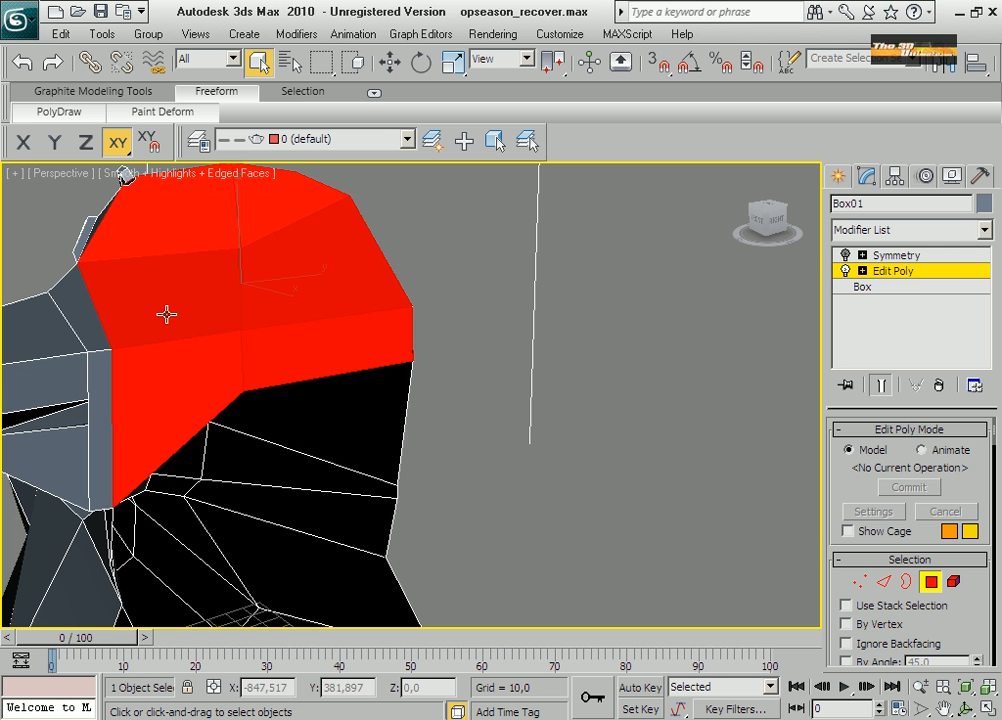 Autodesk 3ds Max 2010 - Unregistered Version opseason_recover.max
Type a keyword or phrase
Edit Tools Group Views Create Modifiers Animation Graph Editors Rendering Customize MAXScript Help
All
View
3
Create Selection Se
The 3D
Graphite Modeling Tools Freeform Selection
PolyDraw Paint Deform
X Y Z XY XY
0 (default)
[ + ] [ Perspective ] [ Smooth + Highlights + Edged Faces ]
RIGHT
y
x
Box01
Modifier List
Symmetry
Edit Poly
Box
Edit Poly Mode
Model Animate
<No Current Operation>
Commit
Settings Cancel
Show Cage
Selection
Use Stack Selection
By Vertex
Ignore Backfacing
By Angle: 45,0
< 0 / 100 >
0 10 20 30 40 50 60 70 80 90 100
1 Object Sele X: -847,517 Y: 381,897 Z: 0,0 Grid = 10,0
Auto Key Selected
Welcome to M
Click or click-and-drag to select objects
Add Time Tag
Set Key Key Filters... 0